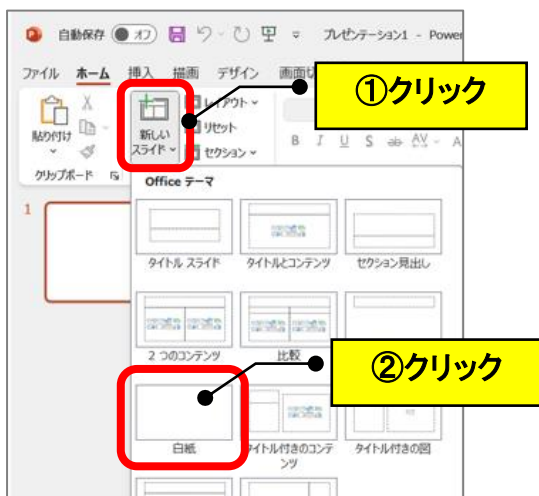 自動保存 オフ プレゼンテーション1 - Power
ファイル ホーム 挿入 描画 デザイン 画面切
①クリック
貼り付け
新しい
スライド
レイアウト
リセット
セクション
B I U S ab AV A
クリップボード
Office テーマ
1
タイトル スライド タイトルとコンテンツ セクション見出し
2 つのコンテンツ 比較
②クリック
白紙 タイトル付きのコンテ
ンツ
タイトル付きの図